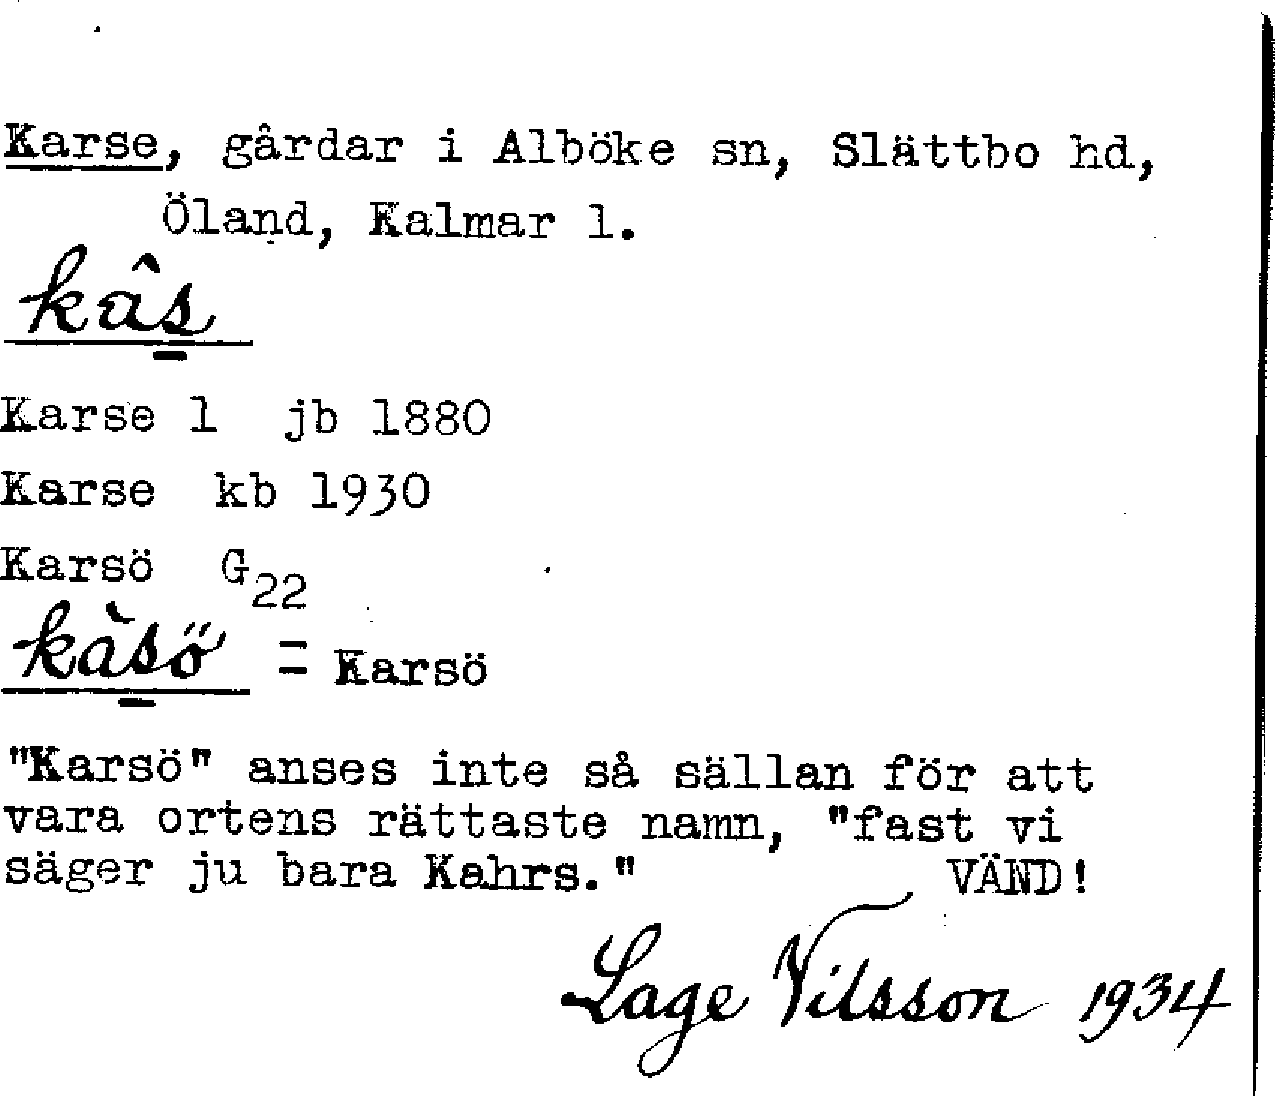 Karse, gårdar i Alböke sn, Slättbo hd,
Öland, Kalmar l.
kâs
Karse 1 jb 1880
Karse kb 1930
Karsö G22
kàsö = Karsö
"Karsö" anses inte så sällan för att
vara ortens rättaste namn, "fast vi
säger ju bara Kahrs." VÄND!
Lage Nilsson 1934